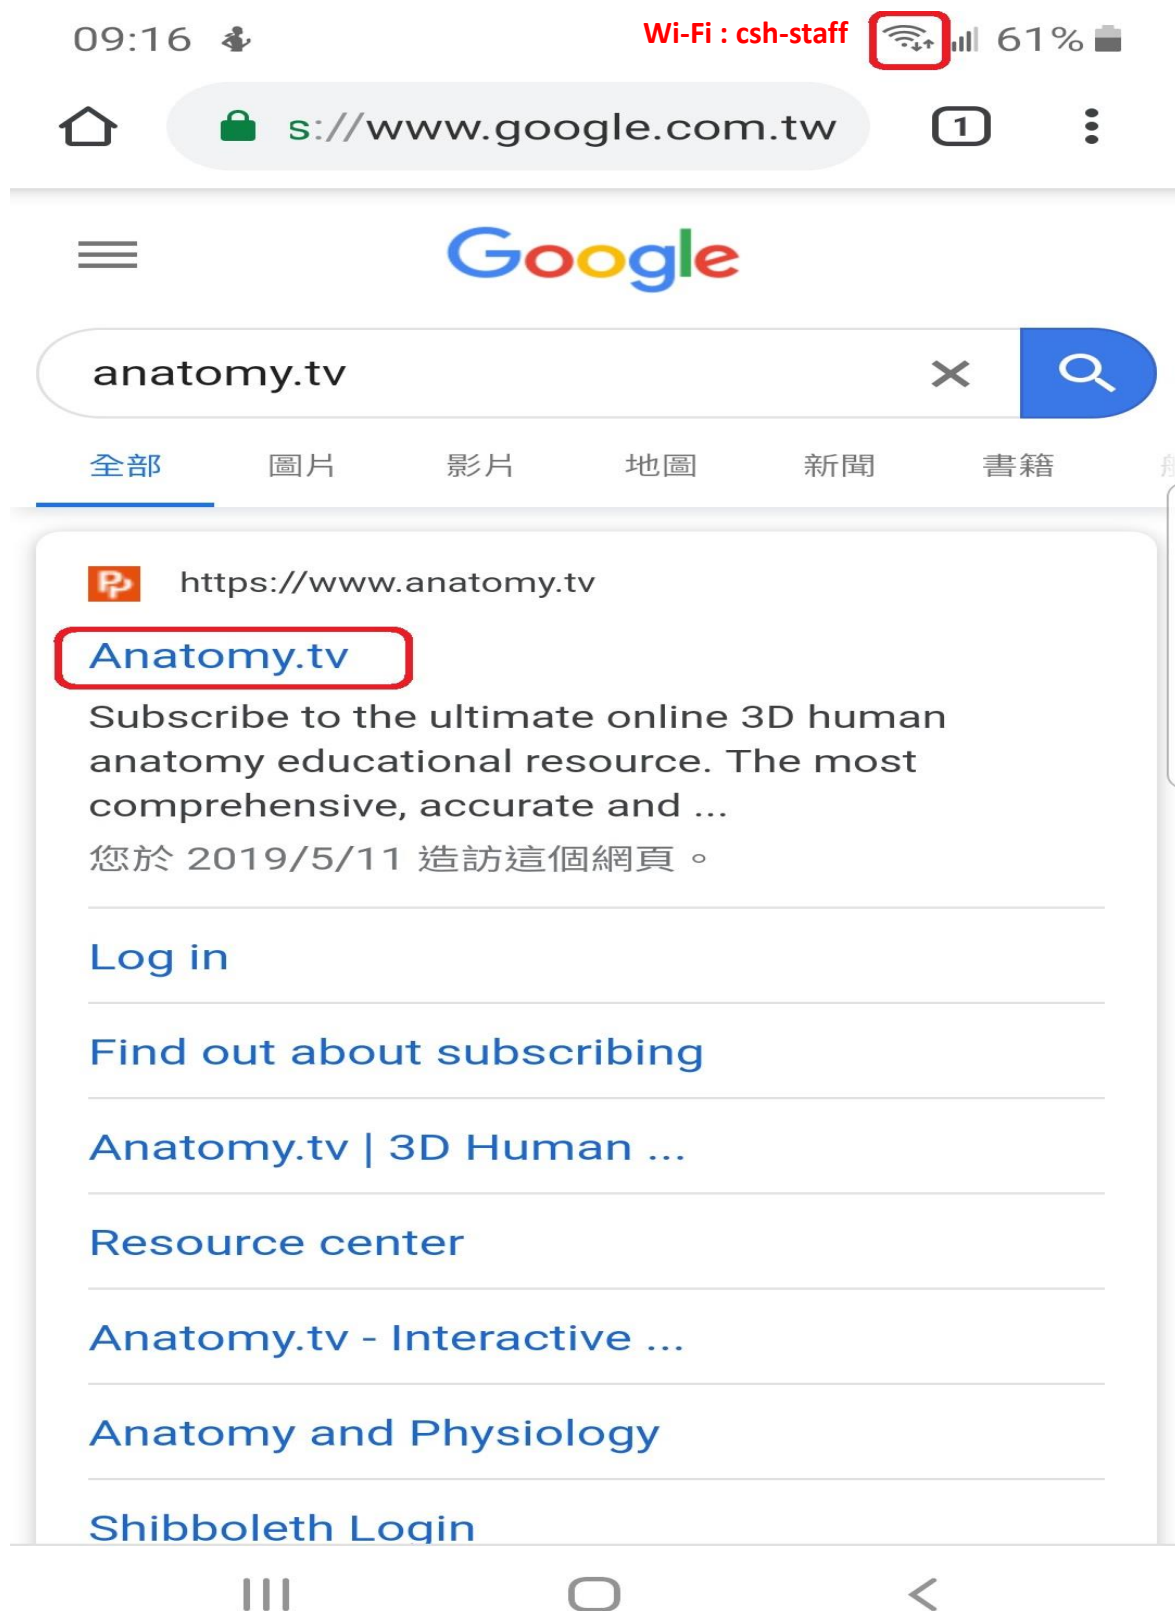 09:16 Wi-Fi : csh-staff 61%
s://www.google.com.tw 1
Google
anatomy.tv
全部 圖片 影片 地圖 新聞 書籍
https://www.anatomy.tv
Anatomy.tv
Subscribe to the ultimate online 3D human
anatomy educational resource. The most
comprehensive, accurate and ...
您於 2019/5/11 造訪這個網頁。
Log in
Find out about subscribing
Anatomy.tv | 3D Human ...
Resource center
Anatomy.tv - Interactive ...
Anatomy and Physiology
Shibboleth Login